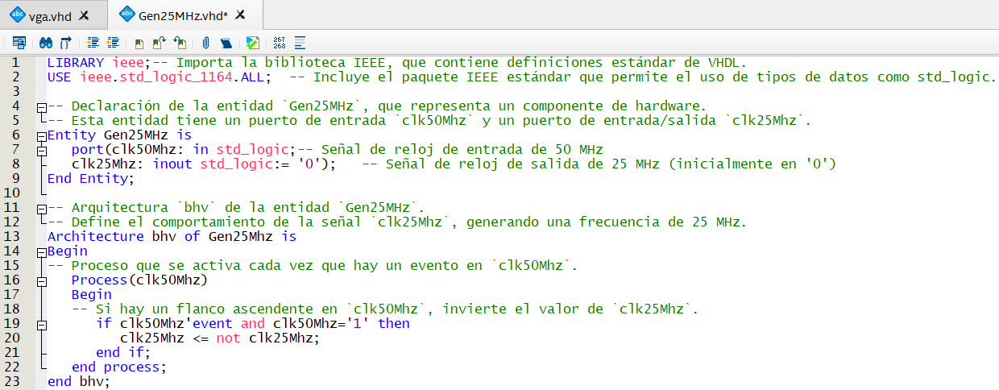 abc vga.vhd X abc Gen25MHz.vhd* X
267
268
1 LIBRARY ieee;-- Importa la biblioteca IEEE, que contiene definiciones estándar de VHDL.
2 USE ieee.std_logic_1164.ALL;  -- Incluye el paquete IEEE estándar que permite el uso de tipos de datos como std_logic.
3
4 -- Declaración de la entidad `Gen25MHz`, que representa un componente de hardware.
5 -- Esta entidad tiene un puerto de entrada `clk50Mhz` y un puerto de entrada/salida `clk25Mhz`.
6 Entity Gen25MHz is
7    port(clk50Mhz: in std_logic;-- Señal de reloj de entrada de 50 MHz
8    clk25Mhz: inout std_logic:= '0');   -- Señal de reloj de salida de 25 MHz (inicialmente en '0')
9 End Entity;
10
11 -- Arquitectura `bhv` de la entidad `Gen25MHz`.
12 -- Define el comportamiento de la señal `clk25Mhz`, generando una frecuencia de 25 MHz.
13 Architecture bhv of Gen25Mhz is
14 Begin
15 -- Proceso que se activa cada vez que hay un evento en `clk50Mhz`.
16    Process(clk50Mhz)
17    Begin
18    -- Si hay un flanco ascendente en `clk50Mhz`, invierte el valor de `clk25Mhz`.
19       if clk50Mhz'event and clk50Mhz='1' then
20          clk25Mhz <= not clk25Mhz;
21       end if;
22    end process;
23 end bhv;